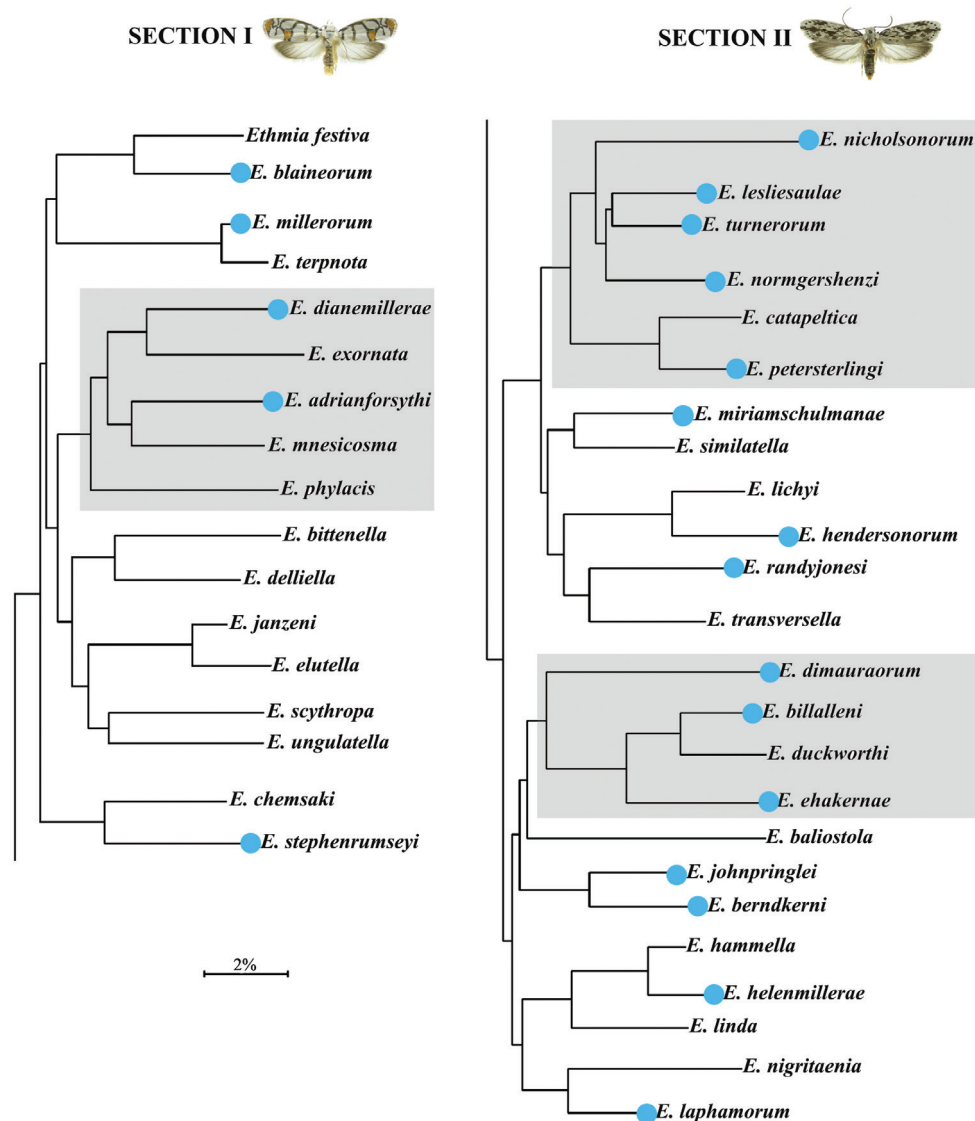 SECTION I
Ethmia festiva
E. blaineorum
E. millerorum
E. terpnota
E. dianemillerae
E. exornata
E. adrianforsythi
E. mnesicosma
E. phylacis
E. bittenella
E. delliella
E. janzeni
E. elutella
E. scythropa
E. ungulatella
E. chemsaki
E. stephenrumseyi
2%
SECTION II
E. nicholsonorum
E. lesliesaulae
E. turnerorum
E. normgershenzi
E. catapeltica
E. petersterlingi
E. miriamschulmanae
E. similatella
E. lichyi
E. hendersonorum
E. randyjonesi
E. transversella
E. dimauraorum
E. billalleni
E. duckworthi
E. ehakernae
E. baliostola
E. johnpringlei
E. berndkerni
E. hammella
E. helenmillerae
E. linda
E. nigritaenia
E. laphamorum